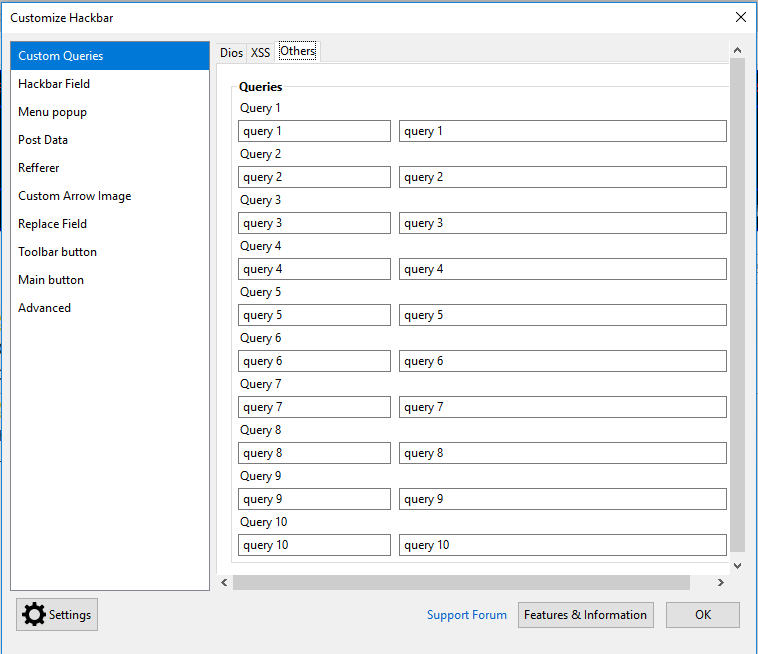 Customize Hackbar
Custom Queries
Hackbar Field
Menu popup
Post Data
Refferer
Custom Arrow Image
Replace Field
Toolbar button
Main button
Advanced
Dios XSS Others
Queries
Query 1
query 1 query 1
Query 2
query 2 query 2
Query 3
query 3 query 3
Query 4
query 4 query 4
Query 5
query 5 query 5
Query 6
query 6 query 6
Query 7
query 7 query 7
Query 8
query 8 query 8
Query 9
query 9 query 9
Query 10
query 10 query 10
Settings Support Forum Features & Information OK